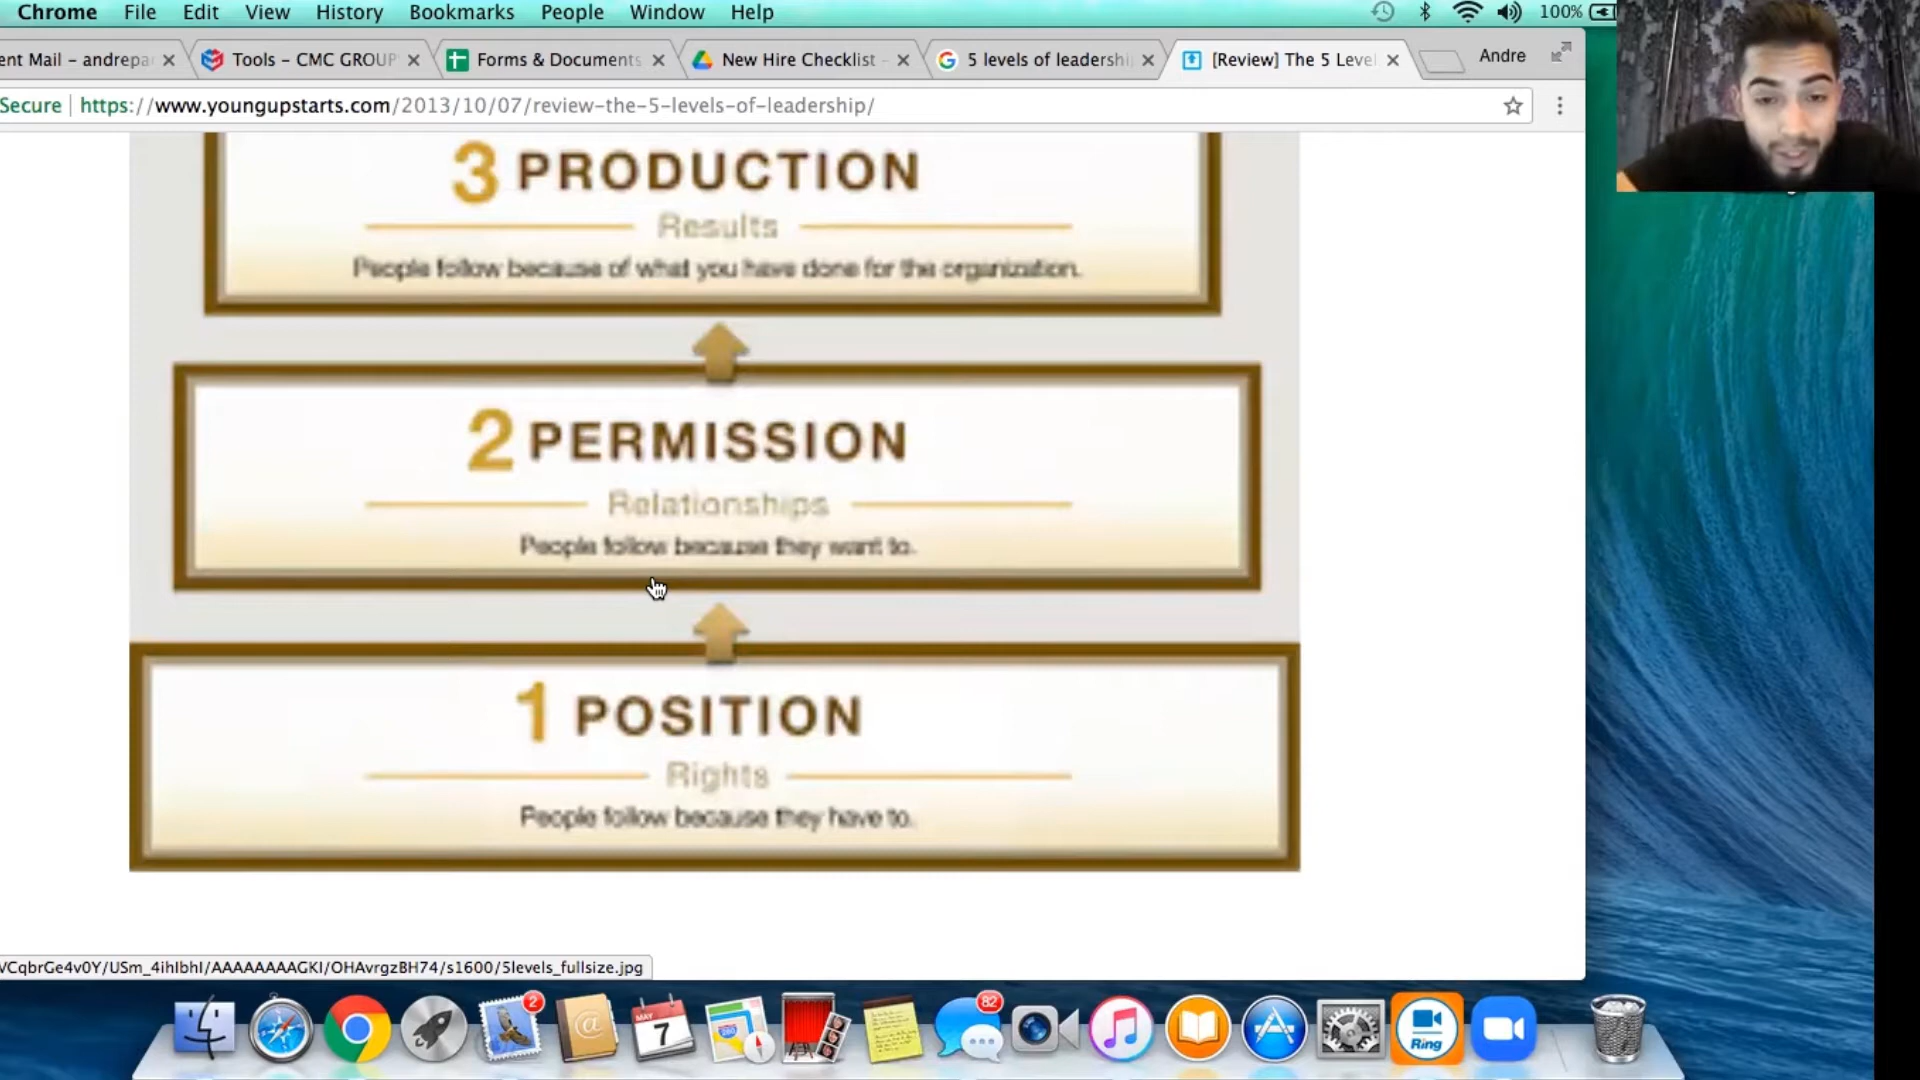 Chrome File Edit View History Bookmarks People Window Help 100%
ent Mail - andrepa Tools - CMC GROUP Forms & Documents New Hire Checklist - 5 levels of leadershi [Review] The 5 Leve Andre
Secure https://www.youngupstarts.com/2013/10/07/review-the-5-levels-of-leadership/
3 PRODUCTION
Results
People follow because of what you have done for the organization.
2 PERMISSION
Relationships
People follow because they want to.
1 POSITION
Rights
People follow because they have to.
VCqbrGe4v0Y/USm_4ihIbhI/AAAAAAAAGKI/OHAvrgzBH74/s1600/5levels_fullsize.jpg
2 82
MAY
7
Ring